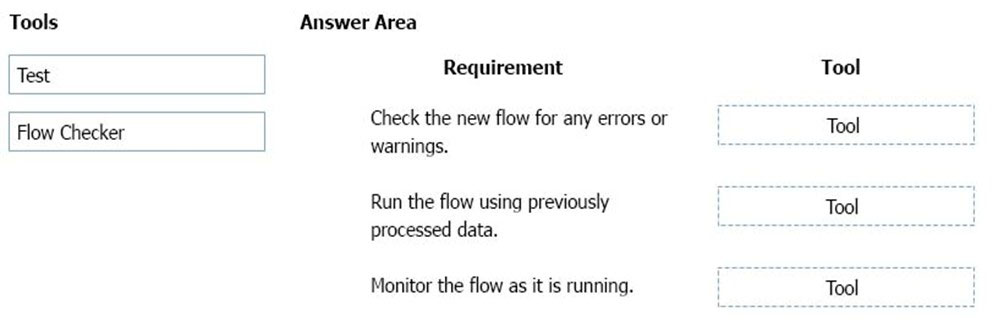 Tools
Answer Area
Test
Flow Checker
Requirement
Tool
Check the new flow for any errors or
warnings.
Tool
Run the flow using previously
processed data.
Tool
Monitor the flow as it is running.
Tool